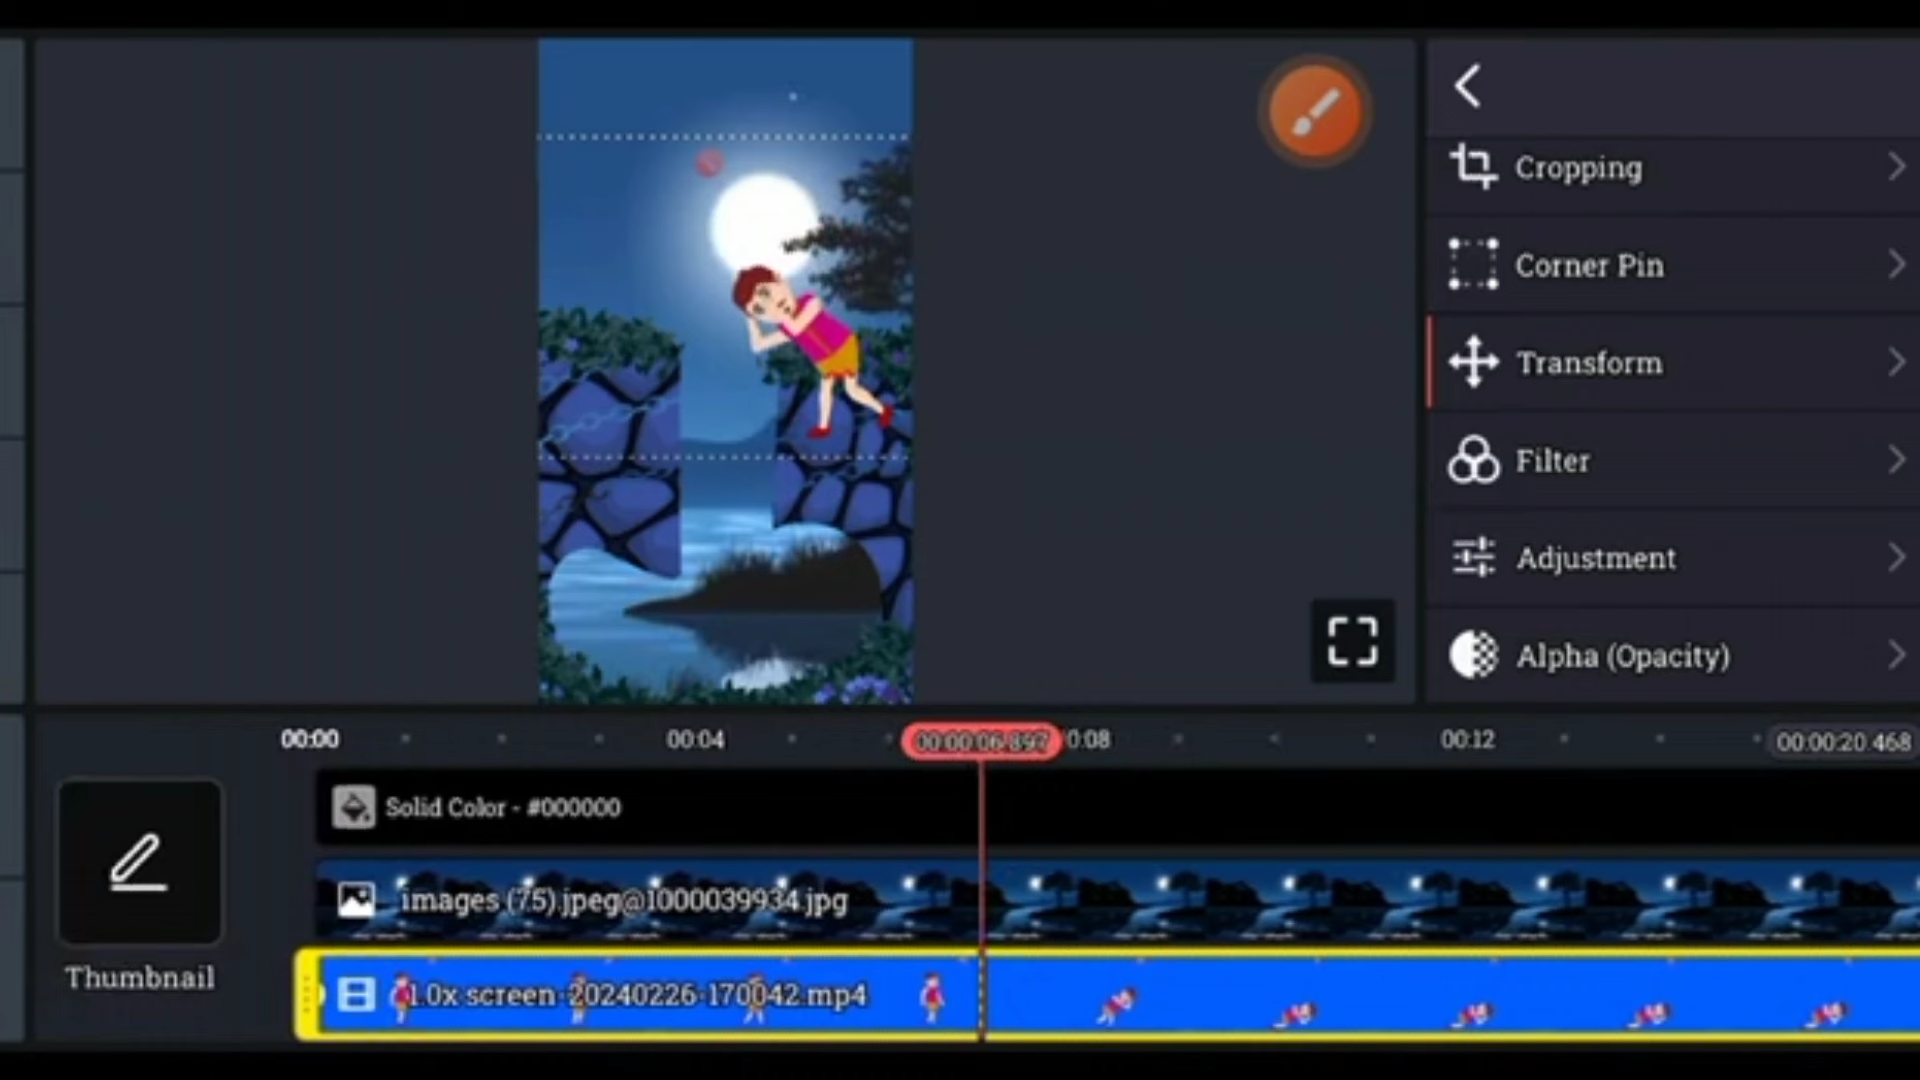 Cropping
Corner Pin
Transform
Filter
Adjustment
Alpha (Opacity)
00:00
00:04
00:00:06.897
0:08
00:12
00:00:20.468
Solid Color - #000000
images (75).jpeg@1000039934.jpg
Thumbnail
1.0x screen-20240226-170042.mp4